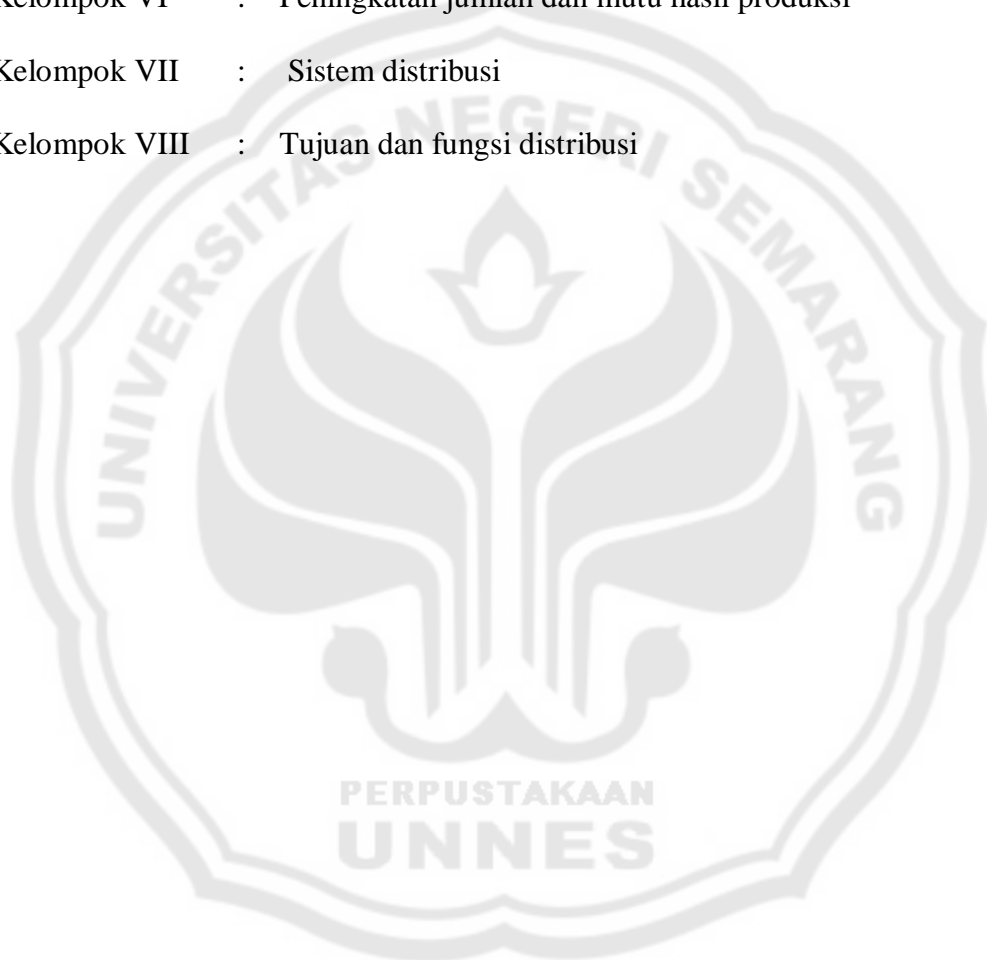 Kelompok VI : Peningkatan jumlah dan mutu hasil produksi
Kelompok VII : Sistem distribusi
Kelompok VIII : Tujuan dan fungsi distribusi
UNIVERSITAS NEGERI SEMARANG
PERPUSTAKAAN
UNNES